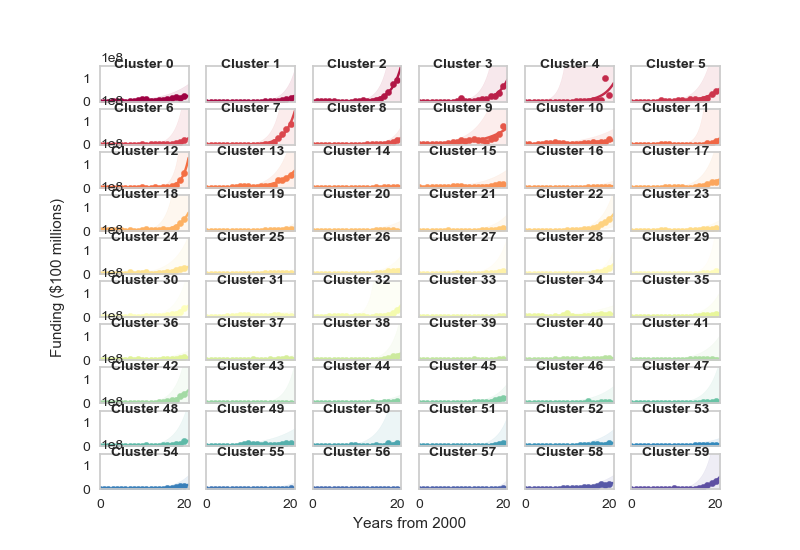 1e8
Cluster 0 Cluster 1 Cluster 2 Cluster 3 Cluster 4 Cluster 5
1
0
1e8
Cluster 6 Cluster 7 Cluster 8 Cluster 9 Cluster 10 Cluster 11
1
0
1e8
Cluster 12 Cluster 13 Cluster 14 Cluster 15 Cluster 16 Cluster 17
1
0
1e8
Cluster 18 Cluster 19 Cluster 20 Cluster 21 Cluster 22 Cluster 23
1
0
1e8
Cluster 24 Cluster 25 Cluster 26 Cluster 27 Cluster 28 Cluster 29
1
0
1e8
Cluster 30 Cluster 31 Cluster 32 Cluster 33 Cluster 34 Cluster 35
1
0
1e8
Cluster 36 Cluster 37 Cluster 38 Cluster 39 Cluster 40 Cluster 41
1
0
1e8
Cluster 42 Cluster 43 Cluster 44 Cluster 45 Cluster 46 Cluster 47
1
0
1e8
Cluster 48 Cluster 49 Cluster 50 Cluster 51 Cluster 52 Cluster 53
1
0
1e8
Cluster 54 Cluster 55 Cluster 56 Cluster 57 Cluster 58 Cluster 59
1
0
0 20 0 20 0 20 0 20 0 20 0 20
Years from 2000
Funding ($100 millions)